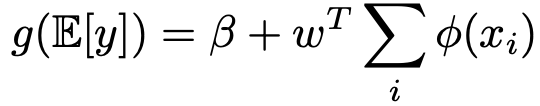 g(𝔼[y]) = β + w^T ∑_i ϕ(x_i)